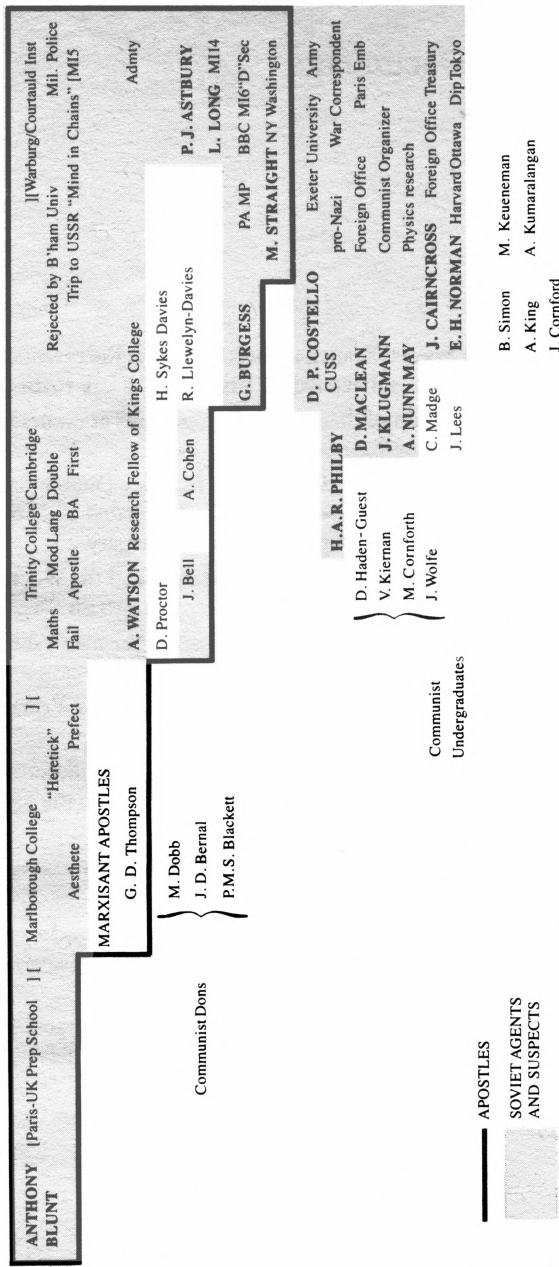 ANTHONY [Paris-UK Prep School ] [ Marlborough College ] [ Trinity College Cambridge ][Warburg/Courtauld Inst
BLUNT "Heretick" Maths Mod Lang Double Rejected by B'ham Univ Mil. Police
Aesthete Prefect Fail Apostle BA First Trip to USSR "Mind in Chains" [MI5
MARXISANT APOSTLES
G. D. Thompson
A. WATSON Research Fellow of Kings College Admty
D. Proctor H. Sykes Davies
J. Bell A. Cohen R. Llewelyn-Davies
P. J. ASTBURY
L. LONG MI14
G. BURGESS PA MP BBC MI6 "D" Sec
M. STRAIGHT NY Washington
Communist Dons
M. Dobb
J. D. Bernal
P.M.S. Blackett
D. P. COSTELLO Exeter University Army
CUSS
H.A.R. PHILBY pro-Nazi War Correspondent
D. Haden-Guest D. MACLEAN Foreign Office Paris Emb
V. Kiernan J. KLUGMANN Communist Organizer
M. Cornforth A. NUNN MAY Physics research
J. Wolfe C. Madge J. CAIRNCROSS Foreign Office Treasury
J. Lees E. H. NORMAN Harvard Ottawa Dip Tokyo
Communist
Undergraduates
B. Simon M. Keueneman
A. King A. Kumaralangan
J. Cornford
APOSTLES
SOVIET AGENTS
AND SUSPECTS